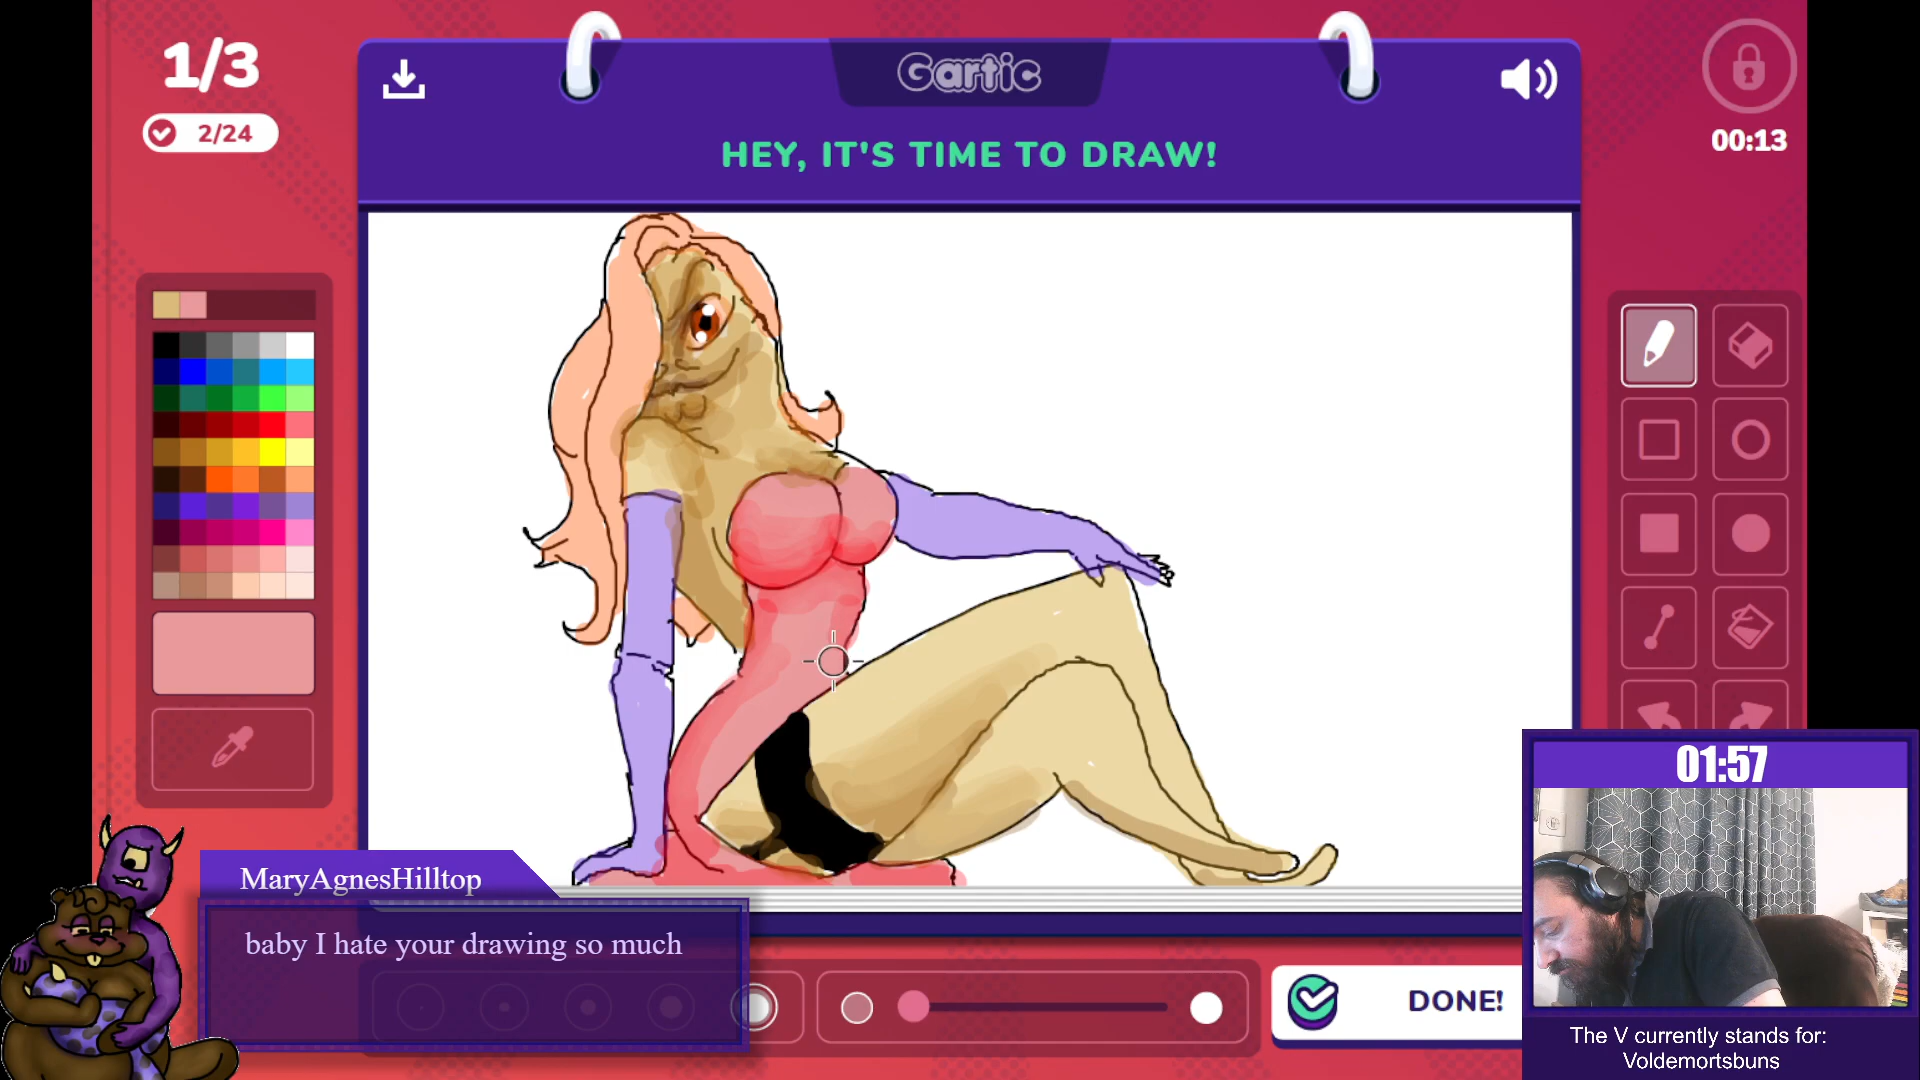 1/3
2/24
Gartic
HEY, IT'S TIME TO DRAW!
00:13
MaryAgnesHilltop
baby I hate your drawing so much
DONE!
01:57
The V currently stands for:
Voldemortsbuns